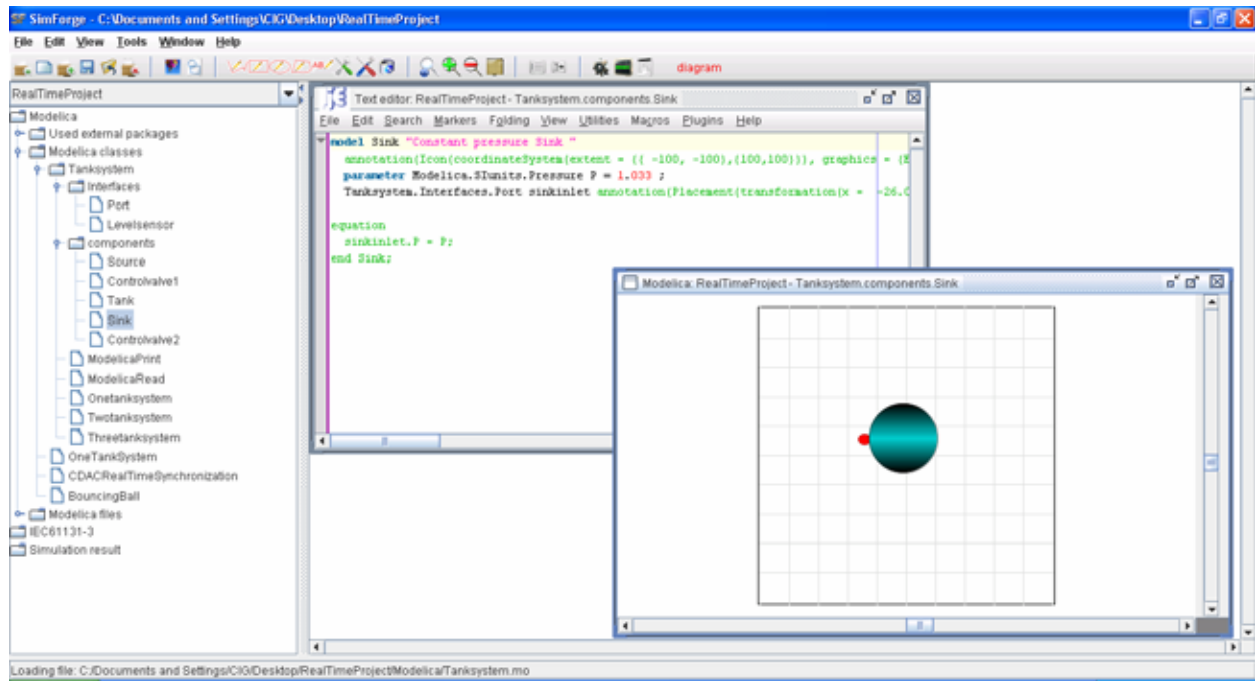 SF SimForge - C:\Documents and Settings\CIG\Desktop\RealTimeProject
File Edit View Tools Window Help
diagram
RealTimeProject
Modelica
Used external packages
Modelica classes
Tanksystem
Interfaces
Port
Levelsensor
components
Source
Controlvalve1
Tank
Sink
Controlvalve2
ModelicaPrint
ModelicaRead
Onetanksystem
Twotanksystem
Threetanksystem
OneTankSystem
CDACRealTimeSynchronization
BouncingBall
Modelica files
IEC61131-3
Simulation result
Text editor: RealTimeProject - Tanksystem.components.Sink
File Edit Search Markers Folding View Utilities Macros Plugins Help
model Sink "Constant pressure Sink "
annotation(Icon(coordinateSystem(extent = {{ -100, -100},{100,100}}), graphics = {
parameter Modelica.SIunits.Pressure P = 1.033 ;
Tanksystem.Interfaces.Port sinkinlet annotation(Placement(transformation(x = -26.0
equation
sinkinlet.P = P;
end Sink;
Modelica: RealTimeProject - Tanksystem.components.Sink
Loading file: C:/Documents and Settings/CIG/Desktop/RealTimeProject/Modelica/Tanksystem.mo